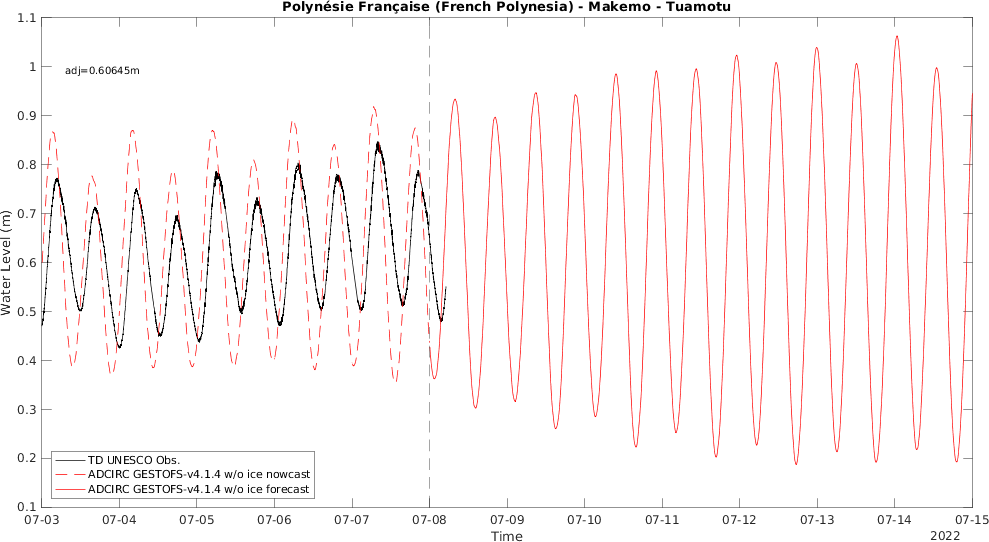 Polynésie Française (French Polynesia) - Makemo - Tuamotu
1.1
1
0.9
0.8
0.7
0.6
0.5
0.4
0.3
0.2
0.1
Water Level (m)
adj=0.60645m
TD UNESCO Obs.
ADCIRC GESTOFS-v4.1.4 w/o ice nowcast
ADCIRC GESTOFS-v4.1.4 w/o ice forecast
07-03 07-04 07-05 07-06 07-07 07-08 07-09 07-10 07-11 07-12 07-13 07-14 07-15
Time
2022